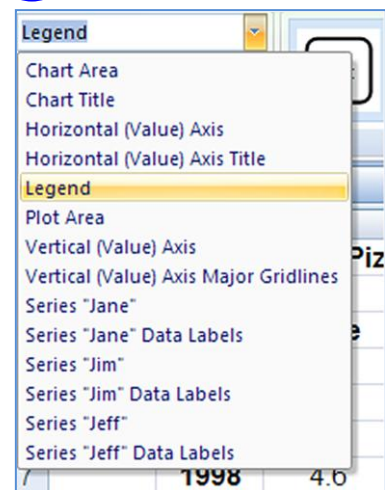 Legend
Chart Area
Chart Title
Horizontal (Value) Axis
Horizontal (Value) Axis Title
Legend
Plot Area
Vertical (Value) Axis
Vertical (Value) Axis Major Gridlines
Series "Jane"
Series "Jane" Data Labels
Series "Jim"
Series "Jim" Data Labels
Series "Jeff"
Series "Jeff" Data Labels
Piz
7 1998 4.6